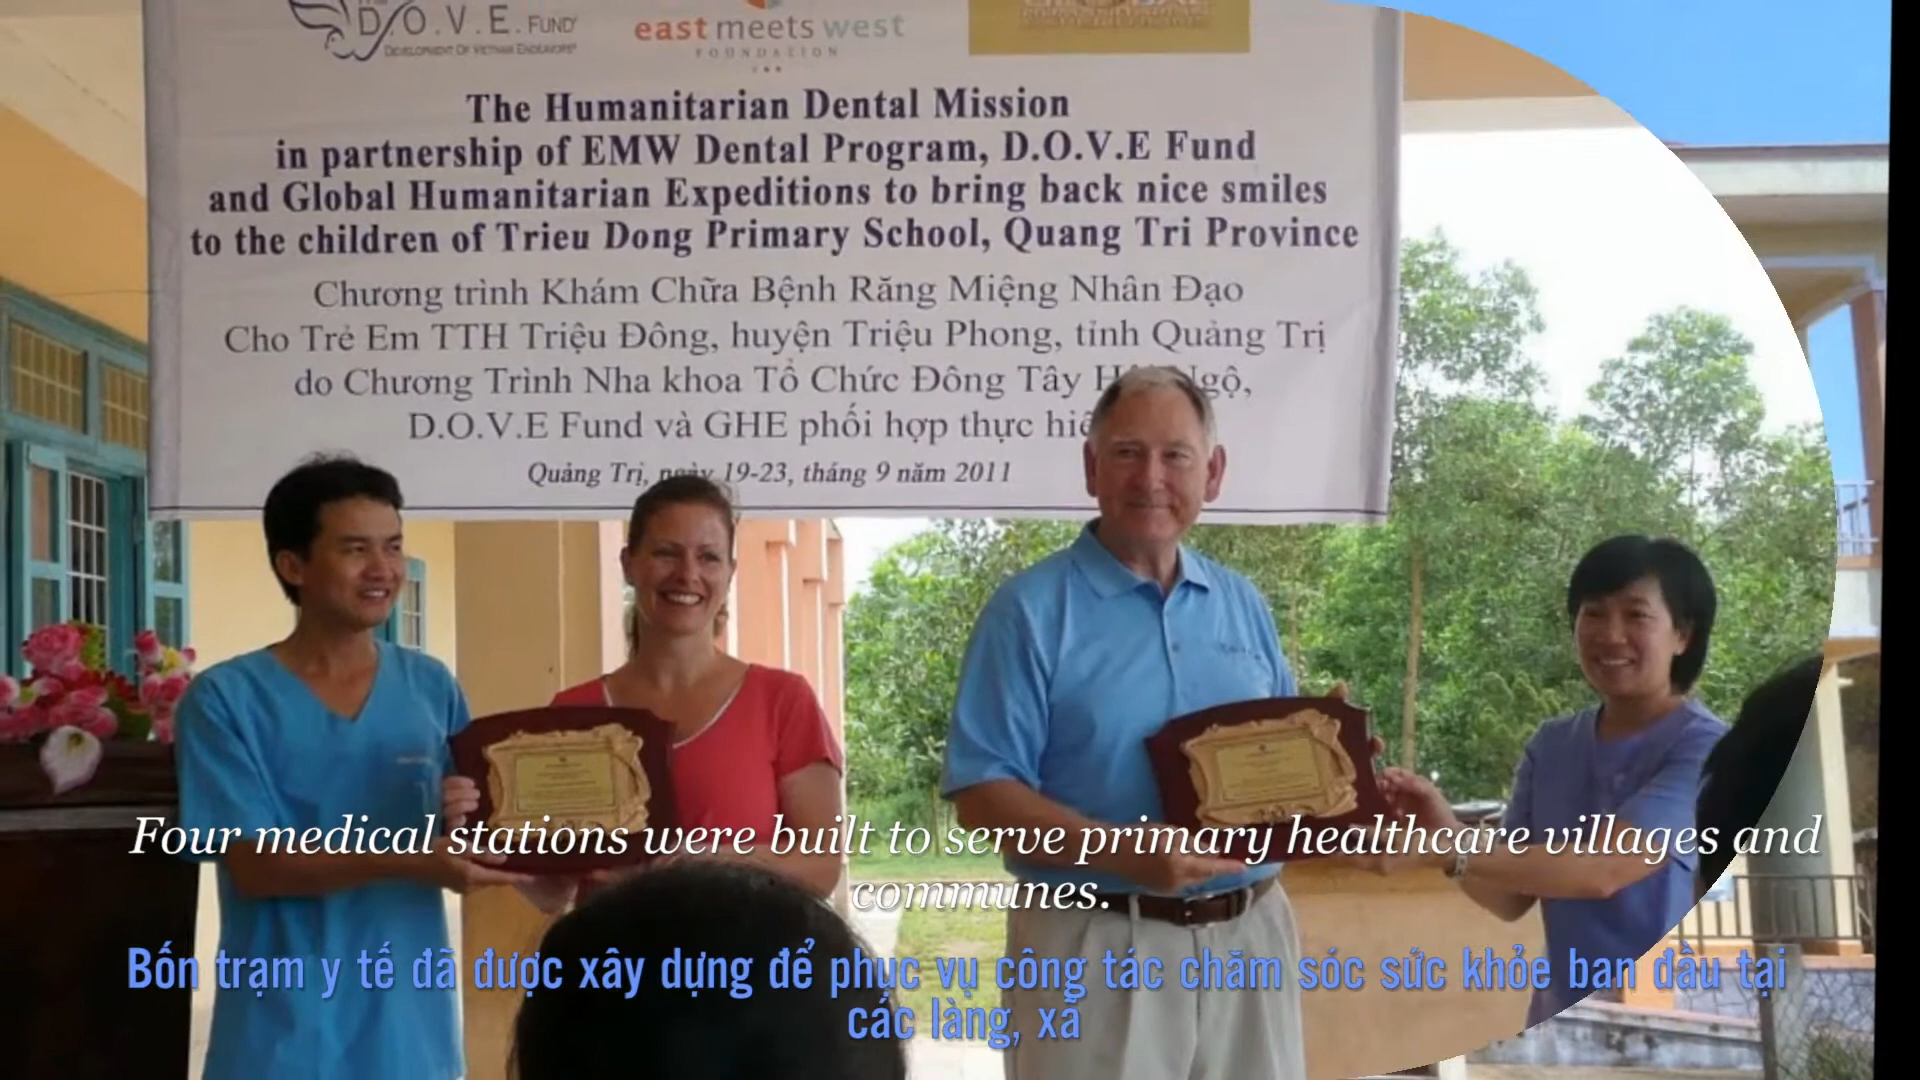 D.O.V.E. FUND
DEVELOPMENT OF VIETNAM ENDEAVORS
east meets west
FOUNDATION
The Humanitarian Dental Mission
in partnership of EMW Dental Program, D.O.V.E Fund
and Global Humanitarian Expeditions to bring back nice smiles
to the children of Trieu Dong Primary School, Quang Tri Province
Chương trình Khám Chữa Bệnh Răng Miệng Nhân Đạo
Cho Trẻ Em TTH Triệu Đông, huyện Triệu Phong, tỉnh Quảng Trị
do Chương Trình Nha khoa Tổ Chức Đông Tây Hội Ngộ,
D.O.V.E Fund và GHE phối hợp thực hiệ
Quảng Trị, ngày 19-23, tháng 9 năm 2011
Four medical stations were built to serve primary healthcare villages and
communes.
Bốn trạm y tế đã được xây dựng để phục vụ công tác chăm sóc sức khỏe ban đầu tại
các làng, xã